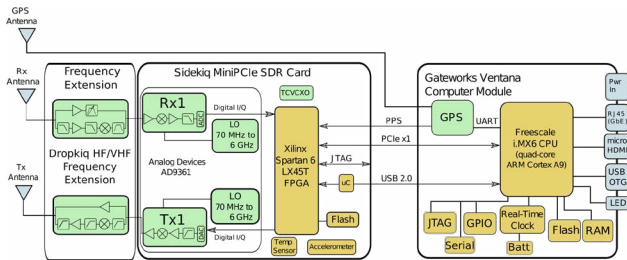 GPS
Antenna
Rx
Antenna
Tx
Antenna
Frequency
Extension
Dropkiq HF/VHF
Frequency
Extension
Sidekiq MiniPCIe SDR Card
Rx1
ADC
Digital I/Q
LO
70 MHz to
6 GHz
Analog Devices
AD9361
LO
70 MHz to
6 GHz
Tx1
DAC
Digital I/Q
TCVCXO
Xilinx
Spartan 6
LX45T
FPGA
uC
Flash
Temp
Sensor
Accelerometer
PPS
PCIe x1
JTAG
USB 2.0
Gateworks Ventana
Computer Module
GPS
UART
Freescale
i.MX6 CPU
(quad-core
ARM Cortex A9)
JTAG
GPIO
Serial
Real-Time
Clock
Batt
Flash
RAM
Pwr
In
RJ45
(GbE)
micro
HDMI
USB
OTG
LED